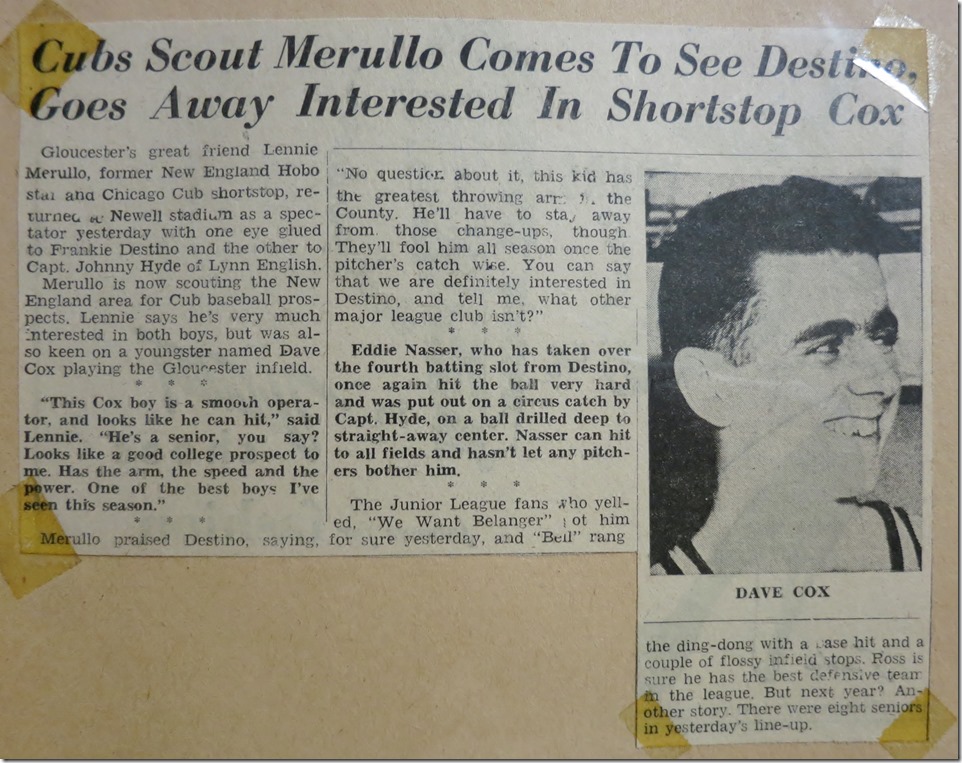 Cubs Scout Merullo Comes To See Destino,
Goes Away Interested In Shortstop Cox
Gloucester's great friend Lennie
Merullo, former New England Hobo
star and Chicago Cub shortstop, re-
turned Newell stadium as a spec-
tator yesterday with one eye glued
to Frankie Destino and the other to
Capt. Johnny Hyde of Lynn English.
Merullo is now scouting the New
England area for Cub baseball pros-
pects. Lennie says he's very much
interested in both boys, but was al-
so keen on a youngster named Dave
Cox playing the Gloucester infield.
* * *
"This Cox boy is a smooth opera-
tor, and looks like he can hit," said
Lennie. "He's a senior, you say?
Looks like a good college prospect to
me. Has the arm, the speed and the
power. One of the best boys I've
seen this season."
* * *
Merullo praised Destino, saying,
"No question about it, this kid has
the greatest throwing arm the
County. He'll have to stay away
from those change-ups, though
They'll fool him all season once the
pitcher's catch wise. You can say
that we are definitely interested in
Destino, and tell me, what other
major league club isn't?"
* * *
Eddie Nasser, who has taken over
the fourth batting slot from Destino,
once again hit the ball very hard
and was put out on a circus catch by
Capt. Hyde, on a ball drilled deep to
straight-away center. Nasser can hit
to all fields and hasn't let any pitch-
ers bother him.
* * *
The Junior League fans who yell-
ed, "We Want Belanger" got him
for sure yesterday, and "Bell" rang
DAVE COX
the ding-dong with a base hit and a
couple of flossy infield stops. Ross is
sure he has the best defensive team
in the league. But next year? An-
other story. There were eight seniors
in yesterday's line-up.